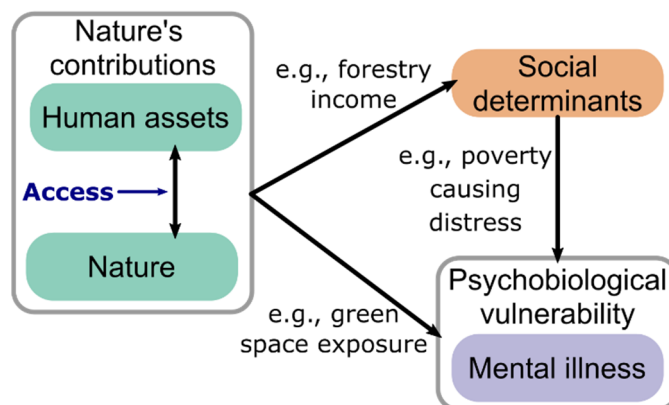 Nature's
contributions
Human assets
Access
Nature
e.g., forestry
income
Social
determinants
e.g., poverty
causing
distress
e.g., green
space exposure
Psychobiological
vulnerability
Mental illness